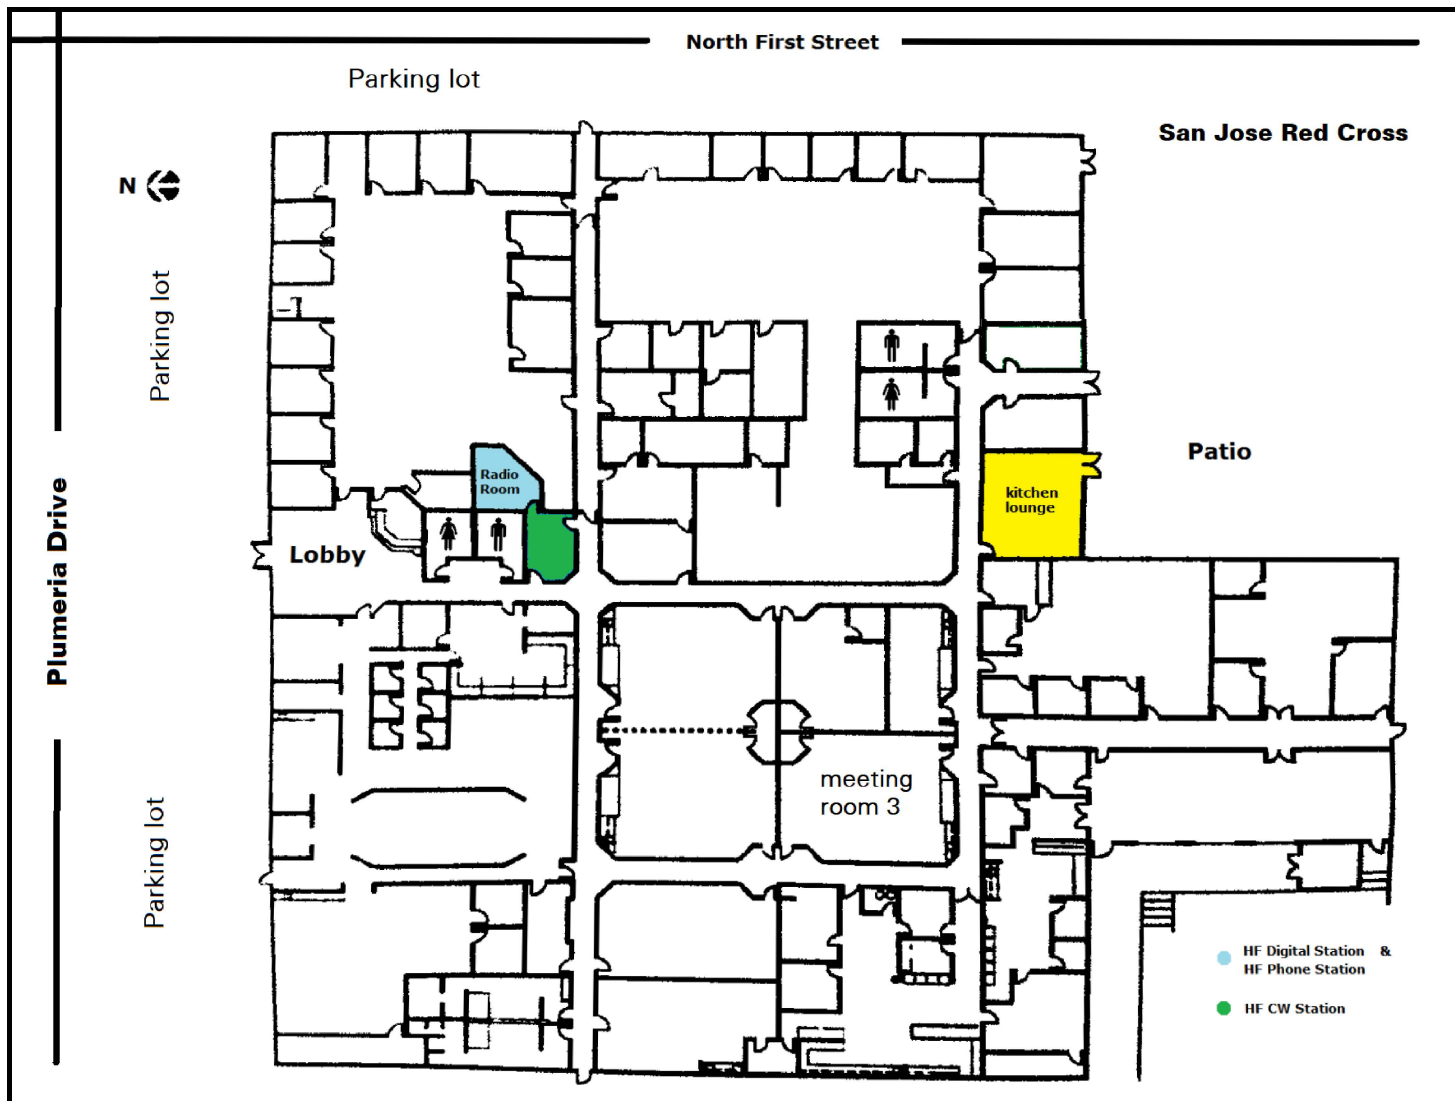 North First Street
Parking lot
San Jose Red Cross
N
Parking lot
Radio
Room
Patio
kitchen
lounge
Plumeria Drive
Lobby
meeting
room 3
Parking lot
HF Digital Station &
HF Phone Station
HF CW Station